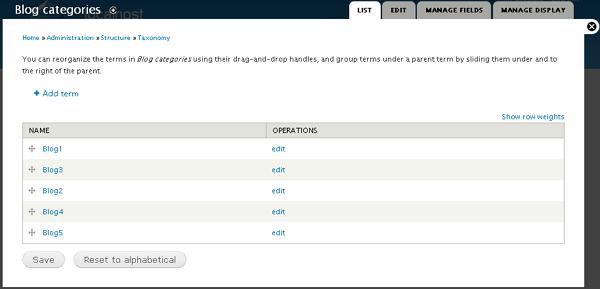 Blog categories
localhost
LIST
EDIT
MANAGE FIELDS
MANAGE DISPLAY
Home » Administration » Structure » Taxonomy
You can reorganize the terms in Blog categories using their drag-and-drop handles, and group terms under a parent term by sliding them under and to
the right of the parent.
+ Add term
Show row weights
NAME OPERATIONS
Blog1 edit
Blog3 edit
Blog2 edit
Blog4 edit
Blog5 edit
Save Reset to alphabetical